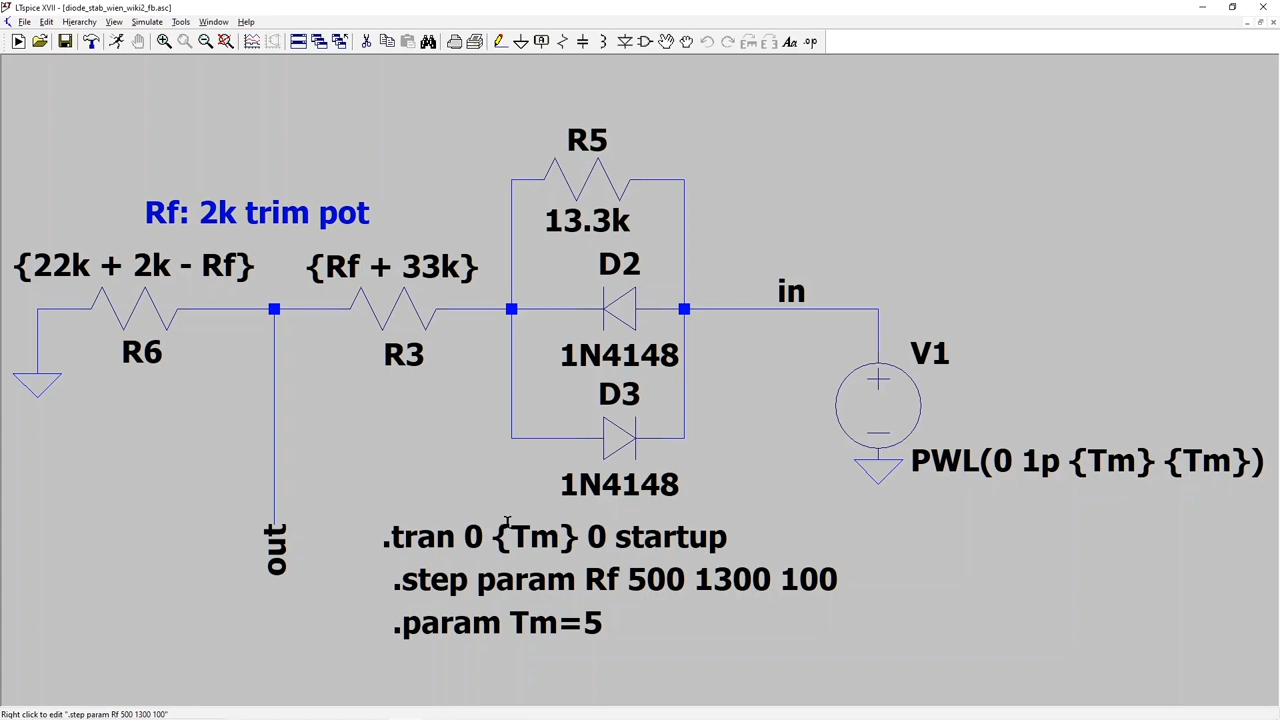 LTspice XVII - [diode_stab_wien_wiki2_fb.asc]
File Edit Hierarchy View Simulate Tools Window Help
Aa .op
R5
13.3k
Rf: 2k trim pot
{22k + 2k - Rf}
{Rf + 33k}
D2
in
R6
R3
1N4148
V1
D3
PWL(0 1p {Tm} {Tm})
1N4148
out
.tran 0 {Tm} 0 startup
.step param Rf 500 1300 100
.param Tm=5
Right click to edit ".step param Rf 500 1300 100"